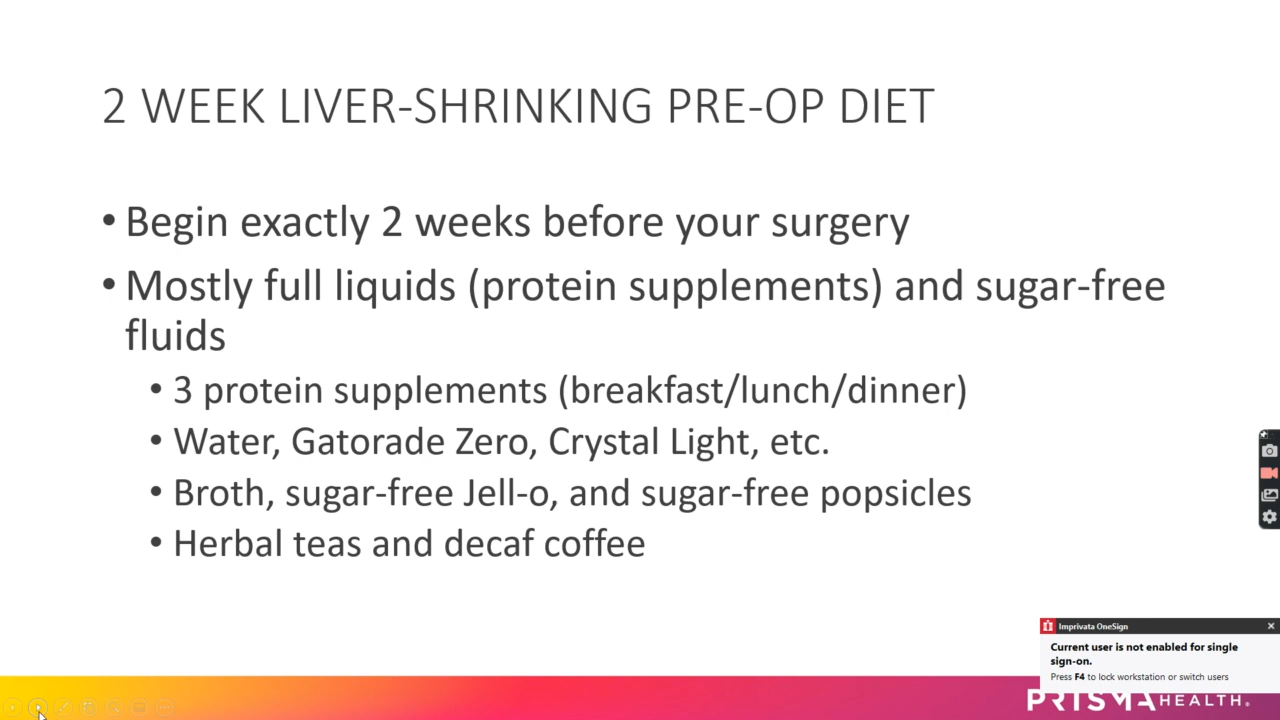 2 WEEK LIVER-SHRINKING PRE-OP DIET
• Begin exactly 2 weeks before your surgery
• Mostly full liquids (protein supplements) and sugar-free
fluids
• 3 protein supplements (breakfast/lunch/dinner)
• Water, Gatorade Zero, Crystal Light, etc.
• Broth, sugar-free Jell-o, and sugar-free popsicles
• Herbal teas and decaf coffee
Imprivata OneSign
Current user is not enabled for single
sign-on.
Press F4 to lock workstation or switch users
PRISMA HEALTH.